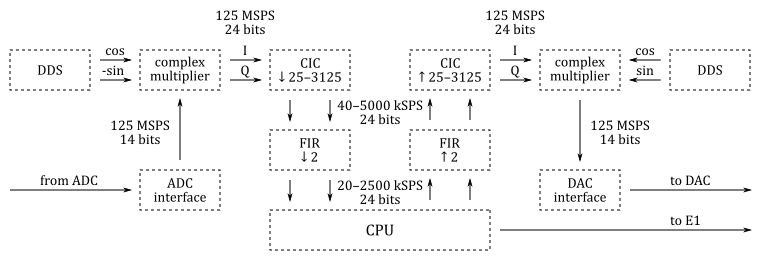 125 MSPS
24 bits
125 MSPS
24 bits
DDS
cos
-sin
complex
multiplier
I
Q
CIC
↓25–3125
CIC
↑25–3125
I
Q
complex
multiplier
cos
sin
DDS
40–5000 kSPS
24 bits
125 MSPS
14 bits
125 MSPS
14 bits
FIR
↓2
FIR
↑2
from ADC
ADC
interface
20–2500 kSPS
24 bits
DAC
interface
to DAC
CPU
to E1